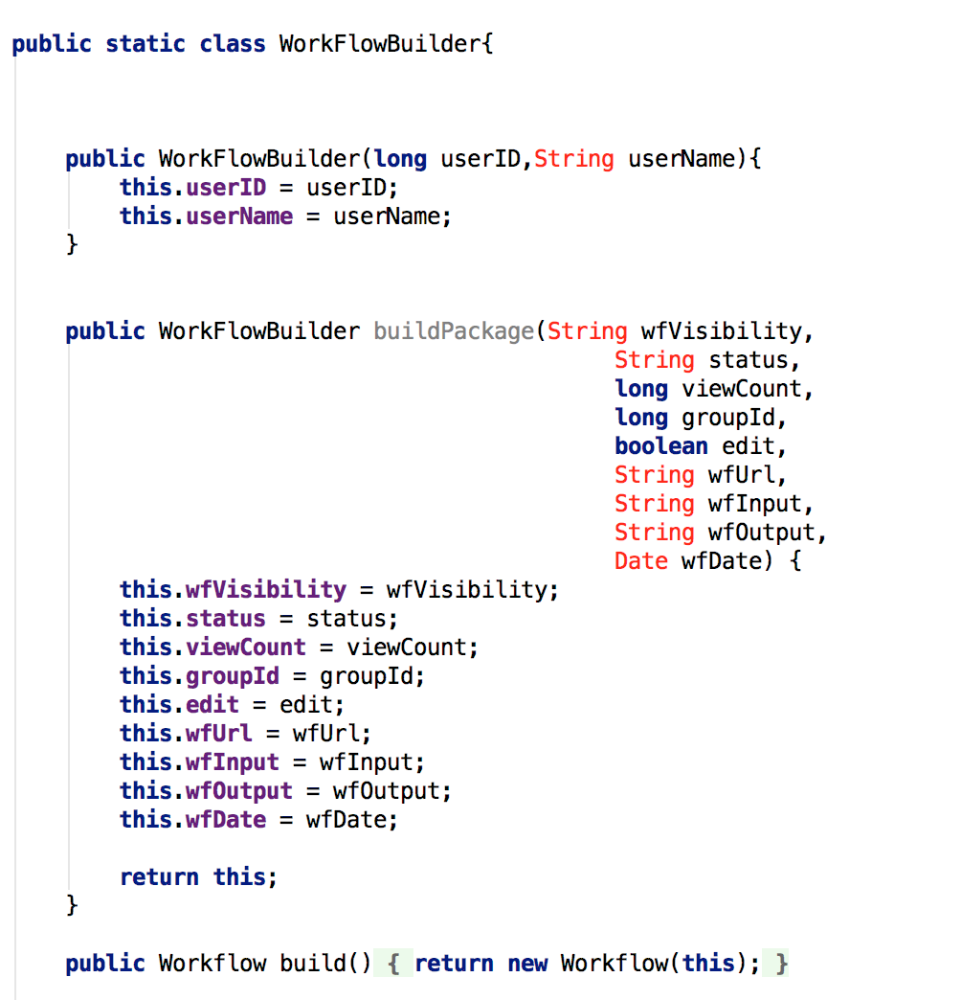 public static class WorkFlowBuilder{
public WorkFlowBuilder(long userID,String userName){
this.userID = userID;
this.userName = userName;
}
public WorkFlowBuilder buildPackage(String wfVisibility,
String status,
long viewCount,
long groupId,
boolean edit,
String wfUrl,
String wfInput,
String wfOutput,
Date wfDate) {
this.wfVisibility = wfVisibility;
this.status = status;
this.viewCount = viewCount;
this.groupId = groupId;
this.edit = edit;
this.wfUrl = wfUrl;
this.wfInput = wfInput;
this.wfOutput = wfOutput;
this.wfDate = wfDate;
return this;
}
public Workflow build() { return new Workflow(this); }